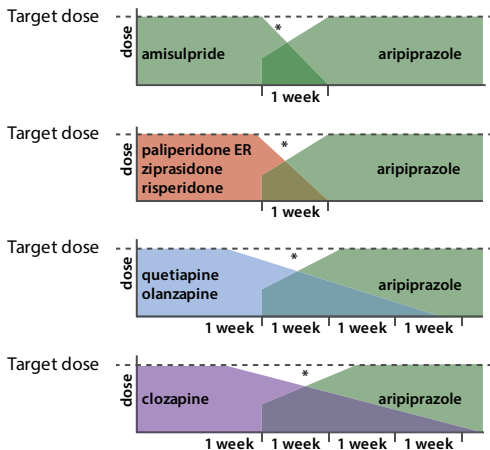 Target dose
dose
*
amisulpride aripiprazole
1 week
Target dose
dose
*
paliperidone ER
ziprasidone aripiprazole
risperidone
1 week
Target dose
dose
*
quetiapine aripiprazole
olanzapine
1 week 1 week 1 week 1 week
Target dose
dose
*
clozapine aripiprazole
1 week 1 week 1 week 1 week